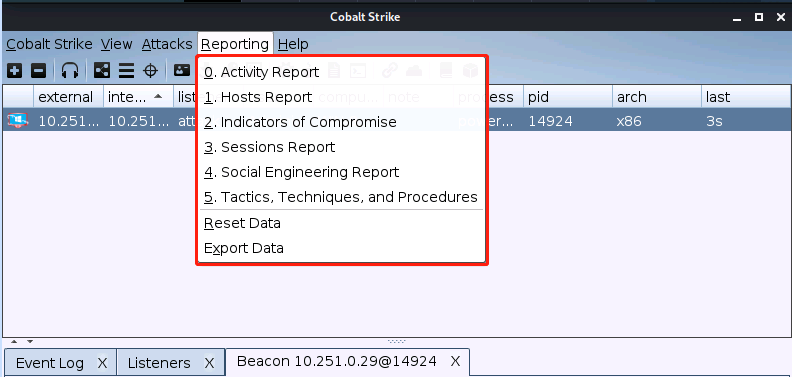 Cobalt Strike
Cobalt Strike View Attacks Reporting Help
0. Activity Report
1. Hosts Report
2. Indicators of Compromise
3. Sessions Report
4. Social Engineering Report
5. Tactics, Techniques, and Procedures
Reset Data
Export Data
external inte... note pid arch last
10.251... 10.251... 14924 x86 3s
Event Log X Listeners X Beacon 10.251.0.29@14924 X